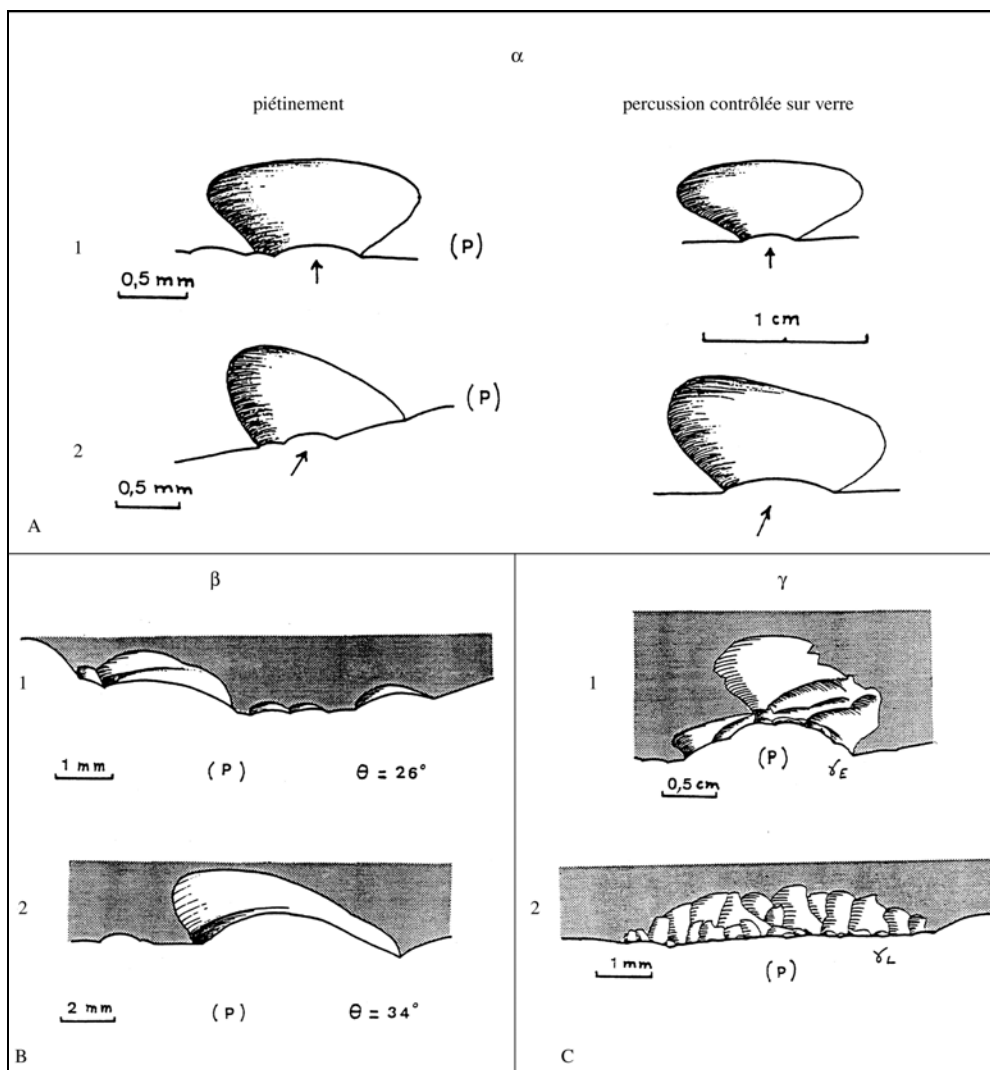 α
piétinement percussion contrôlée sur verre
1 (P)
0,5 mm
1 cm
(P)
2
0,5 mm
A
β
1
1 mm (P) θ = 26°
2
2 mm (P) θ = 34°
B
γ
1
(P) γE
0,5 cm
2
1 mm (P) γL
C